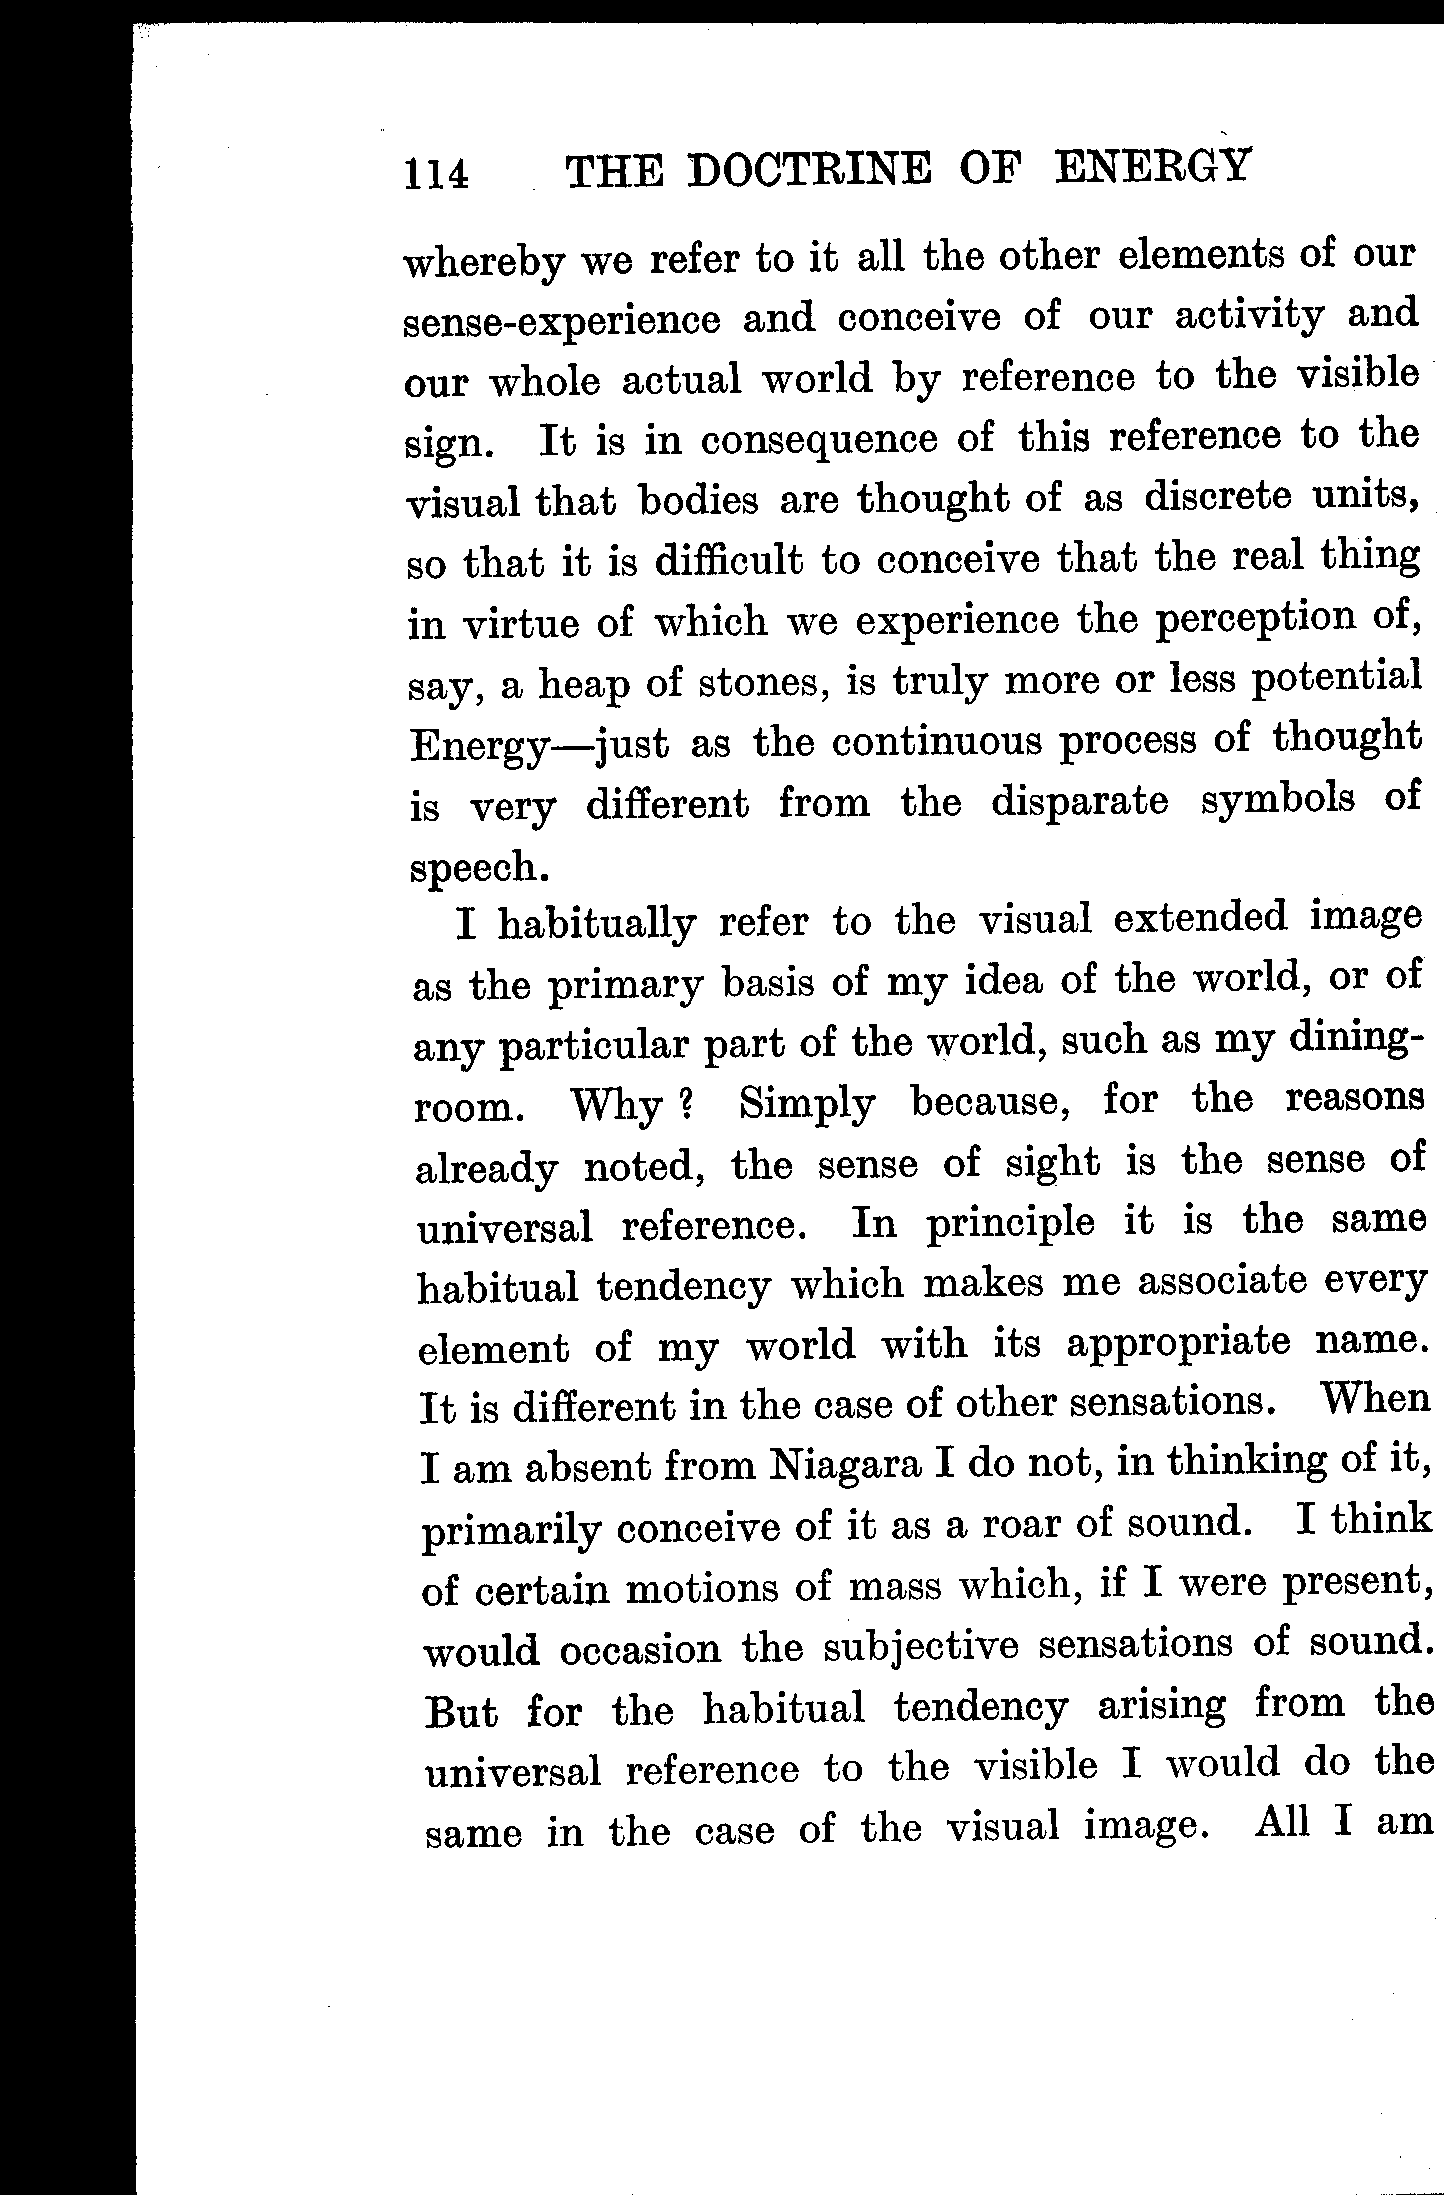 114 THE DOCTRINE OF ENERGY
whereby we refer to it all the other elements of our
sense-experience and conceive of our activity and
our whole actual world by reference to the visible
sign. It is in consequence of this reference to the
visual that bodies are thought of as discrete units,
so that it is difficult to conceive that the real thing
in virtue of which we experience the perception of,
say, a heap of stones, is truly more or less potential
Energy—just as the continuous process of thought
is very different from the disparate symbols of
speech.
I habitually refer to the visual extended image
as the primary basis of my idea of the world, or of
any particular part of the world, such as my dining-
room. Why ? Simply because, for the reasons
already noted, the sense of sight is the sense of
universal reference. In principle it is the same
habitual tendency which makes me associate every
element of my world with its appropriate name.
It is different in the case of other sensations. When
I am absent from Niagara I do not, in thinking of it,
primarily conceive of it as a roar of sound. I think
of certain motions of mass which, if I were present,
would occasion the subjective sensations of sound.
But for the habitual tendency arising from the
universal reference to the visible I would do the
same in the case of the visual image. All I am